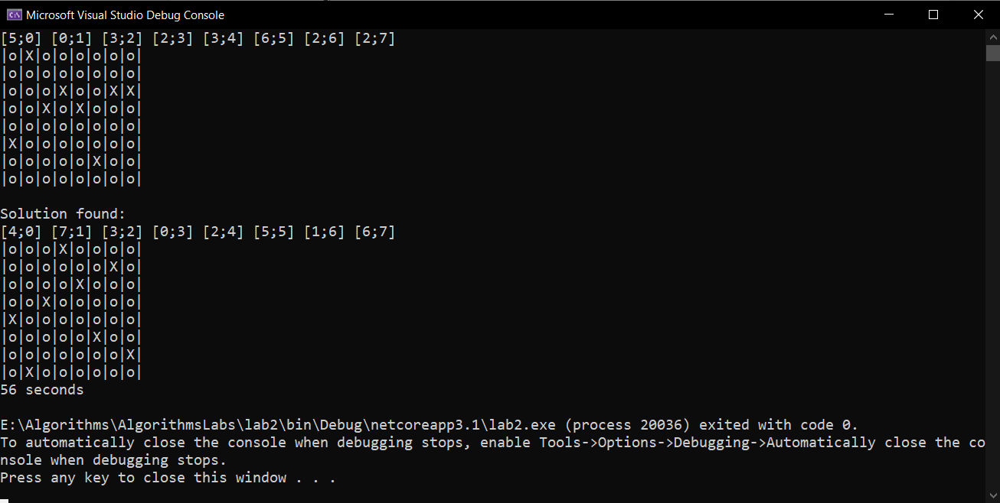 C:\ Microsoft Visual Studio Debug Console
[5;0] [0;1] [3;2] [2;3] [3;4] [6;5] [2;6] [2;7]
|o|X|o|o|o|o|o|o|
|o|o|o|o|o|o|o|o|
|o|o|o|X|o|o|X|X|
|o|o|X|o|X|o|o|o|
|o|o|o|o|o|o|o|o|
|X|o|o|o|o|o|o|o|
|o|o|o|o|o|X|o|o|
|o|o|o|o|o|o|o|o|
Solution found:
[4;0] [7;1] [3;2] [0;3] [2;4] [5;5] [1;6] [6;7]
|o|o|o|X|o|o|o|o|
|o|o|o|o|o|o|X|o|
|o|o|o|o|X|o|o|o|
|o|o|X|o|o|o|o|o|
|X|o|o|o|o|o|o|o|
|o|o|o|o|o|X|o|o|
|o|o|o|o|o|o|o|X|
|o|X|o|o|o|o|o|o|
56 seconds
E:\Algorithms\AlgorithmsLabs\lab2\bin\Debug\netcoreapp3.1\lab2.exe (process 20036) exited with code 0.
To automatically close the console when debugging stops, enable Tools->Options->Debugging->Automatically close the co
nsole when debugging stops.
Press any key to close this window . . .